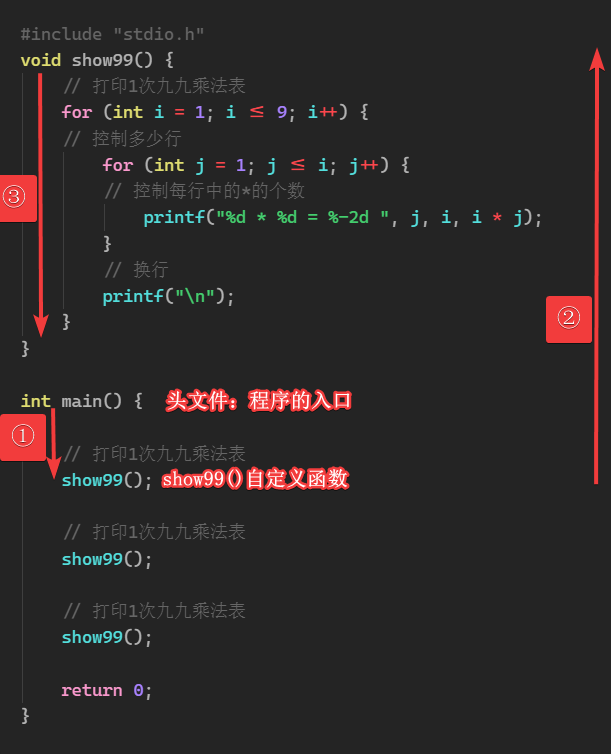 #include "stdio.h"
void show99() {
// 打印1次九九乘法表
for (int i = 1; i ≤ 9; i++) {
// 控制多少行
for (int j = 1; j ≤ i; j++) {
// 控制每行中的*的个数
③
printf("%d * %d = %-2d ", j, i, i * j);
}
// 换行
printf("\n");
②
}
}
int main() { 头文件：程序的入口
①
// 打印1次九九乘法表
show99(); show99()自定义函数
// 打印1次九九乘法表
show99();
// 打印1次九九乘法表
show99();
return 0;
}